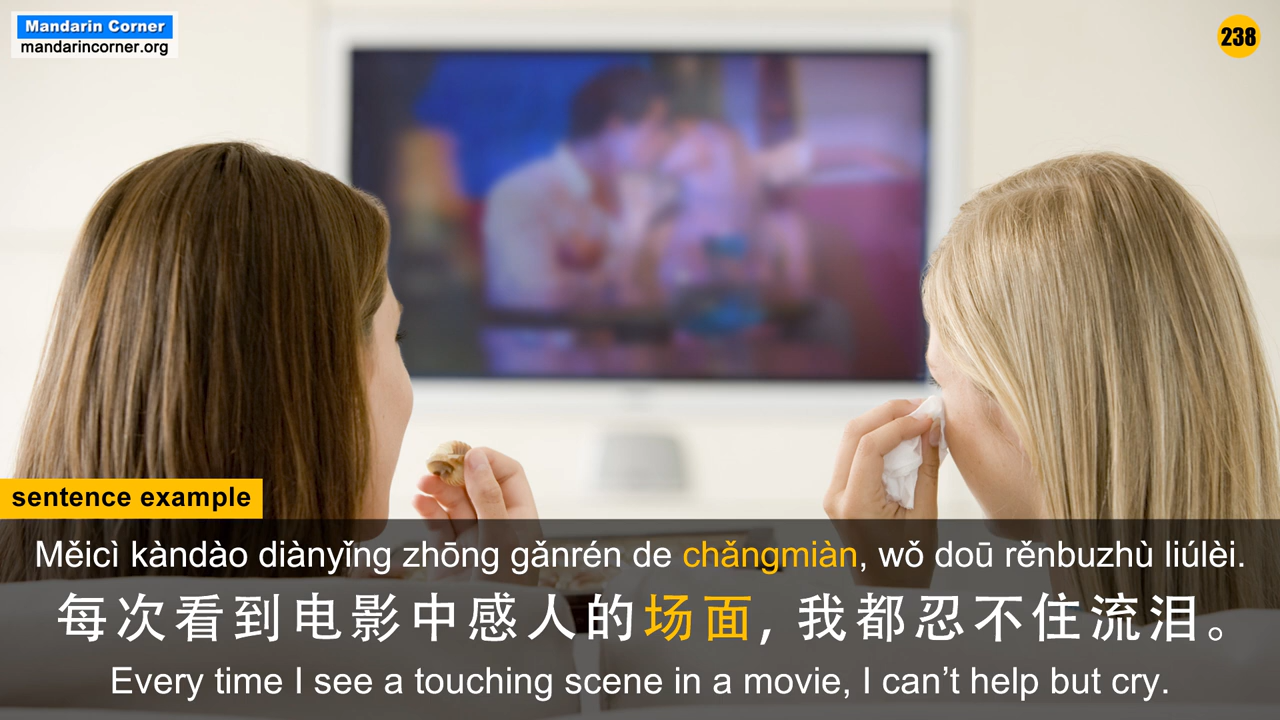 Mandarin Corner
mandarincorner.org
238
sentence example
Měicì kàndào diànyǐng zhōng gǎnrén de chǎngmiàn, wǒ doū rěnbuzhù liúlèi.
每次看到电影中感人的场面, 我都忍不住流泪。
Every time I see a touching scene in a movie, I can’t help but cry.